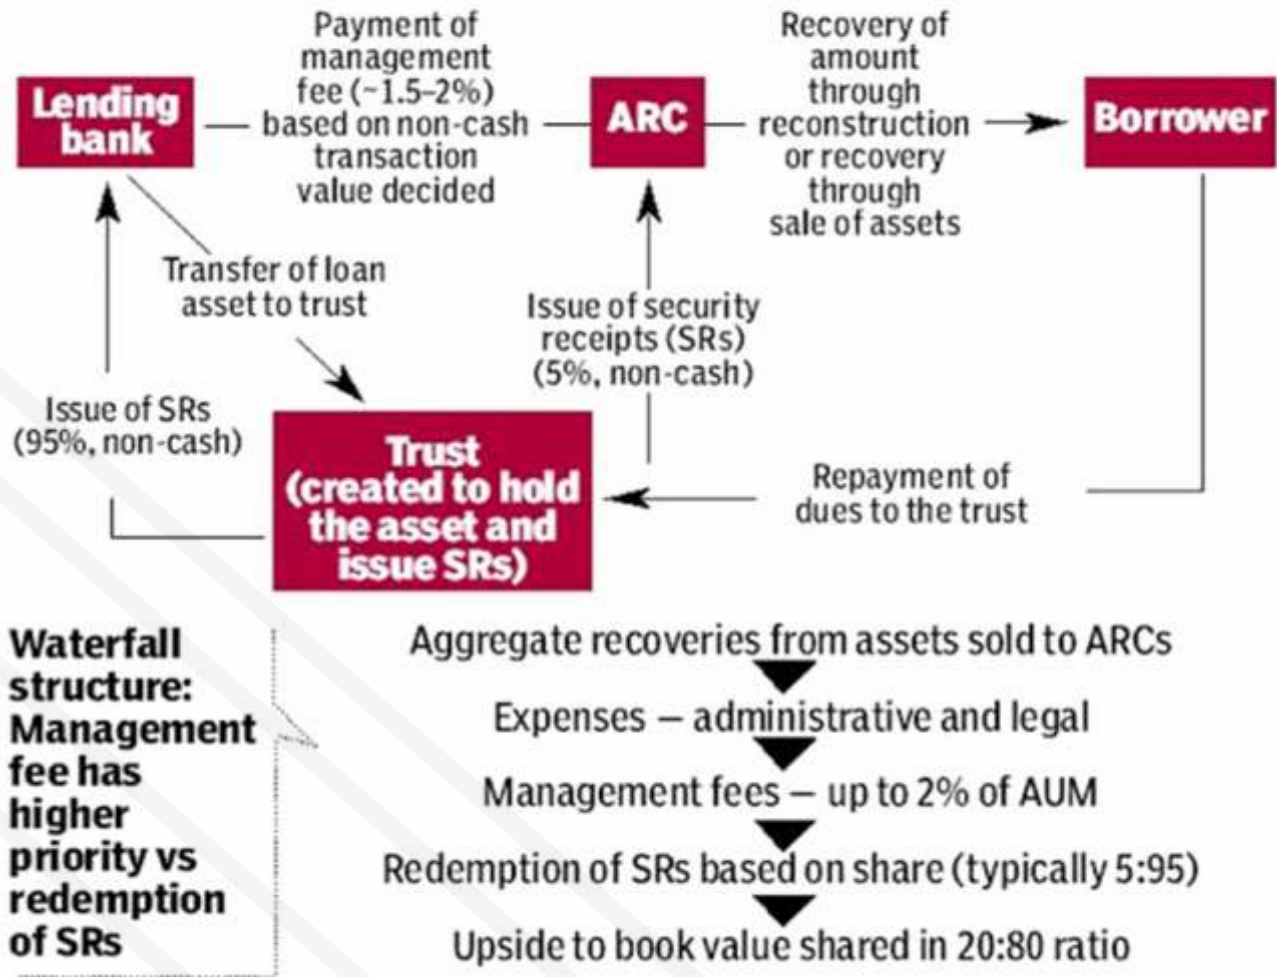 Lending
bank
Payment of
management
fee (~1.5–2%)
based on non-cash
transaction
value decided
ARC
Recovery of
amount
through
reconstruction
or recovery
through
sale of assets
Borrower
Transfer of loan
asset to trust
Issue of security
receipts (SRs)
(5%, non-cash)
Issue of SRs
(95%, non-cash)
Trust
(created to hold
the asset and
issue SRs)
Repayment of
dues to the trust
Waterfall
structure:
Management
fee has
higher
priority vs
redemption
of SRs
Aggregate recoveries from assets sold to ARCs
Expenses – administrative and legal
Management fees – up to 2% of AUM
Redemption of SRs based on share (typically 5:95)
Upside to book value shared in 20:80 ratio